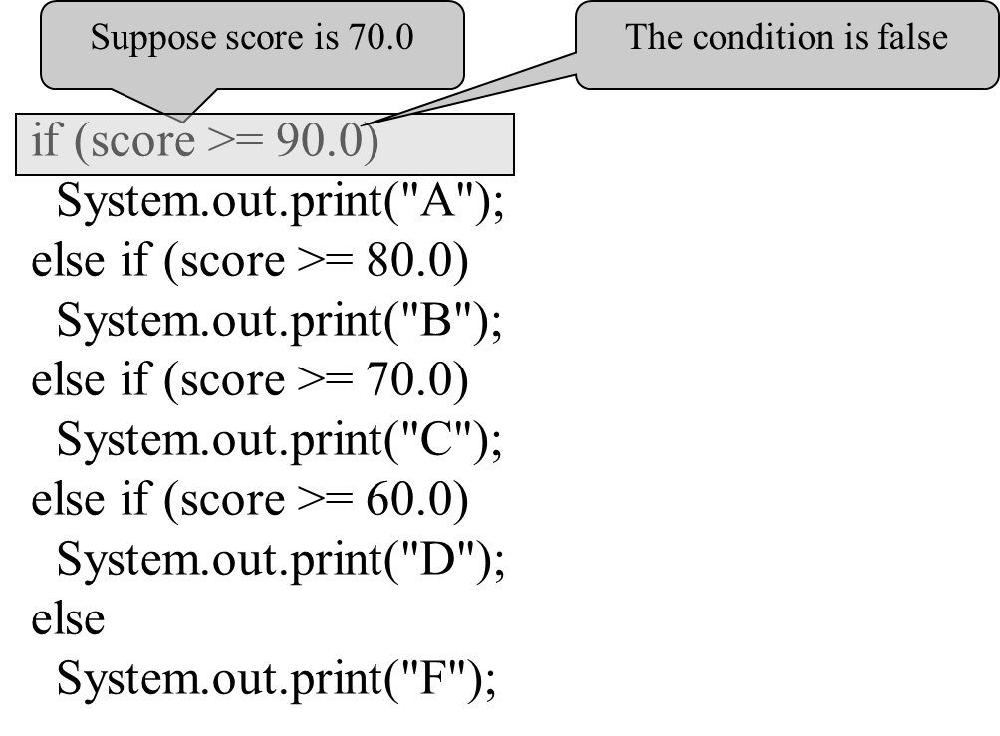 Suppose score is 70.0
The condition is false
if (score >= 90.0)
System.out.print("A");
else if (score >= 80.0)
System.out.print("B");
else if (score >= 70.0)
System.out.print("C");
else if (score >= 60.0)
System.out.print("D");
else
System.out.print("F");